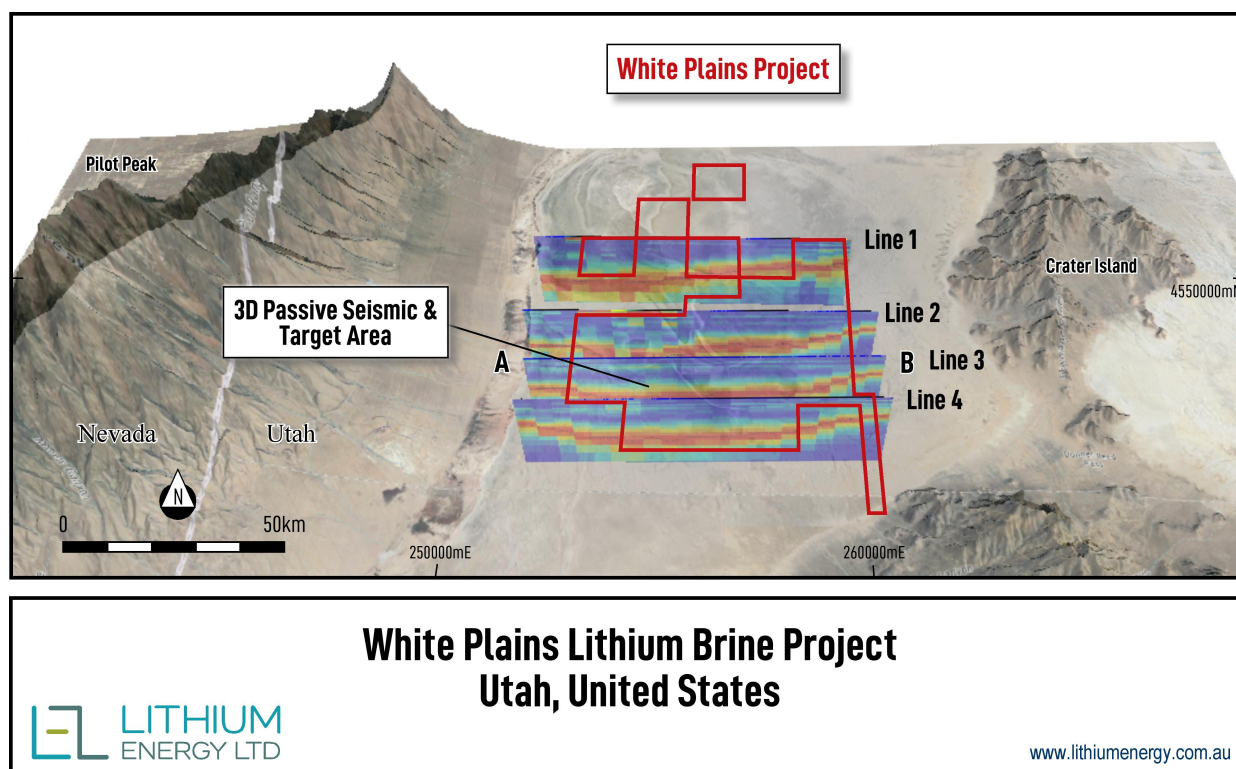 White Plains Project
Pilot Peak
Line 1
Crater Island
4550000mN
3D Passive Seismic &
Target Area
Line 2
A
B
Line 3
Line 4
Nevada
Utah
N
0
50km
250000mE
260000mE
White Plains Lithium Brine Project
Utah, United States
LITHIUM
ENERGY LTD
www.lithiumenergy.com.au